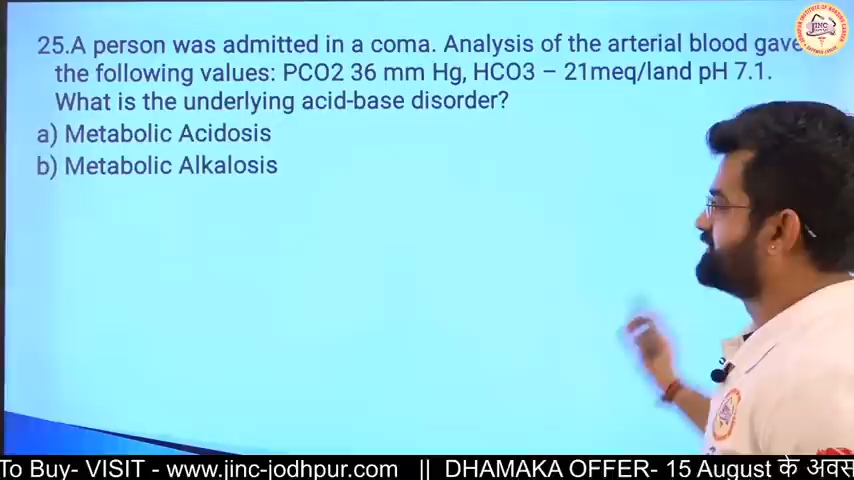 25.A person was admitted in a coma. Analysis of the arterial blood gave
the following values: PCO2 36 mm Hg, HCO3 – 21meq/land pH 7.1.
What is the underlying acid-base disorder?
a) Metabolic Acidosis
b) Metabolic Alkalosis
JINC
To Buy- VISIT - www.jinc-jodhpur.com || DHAMAKA OFFER- 15 August के अवस